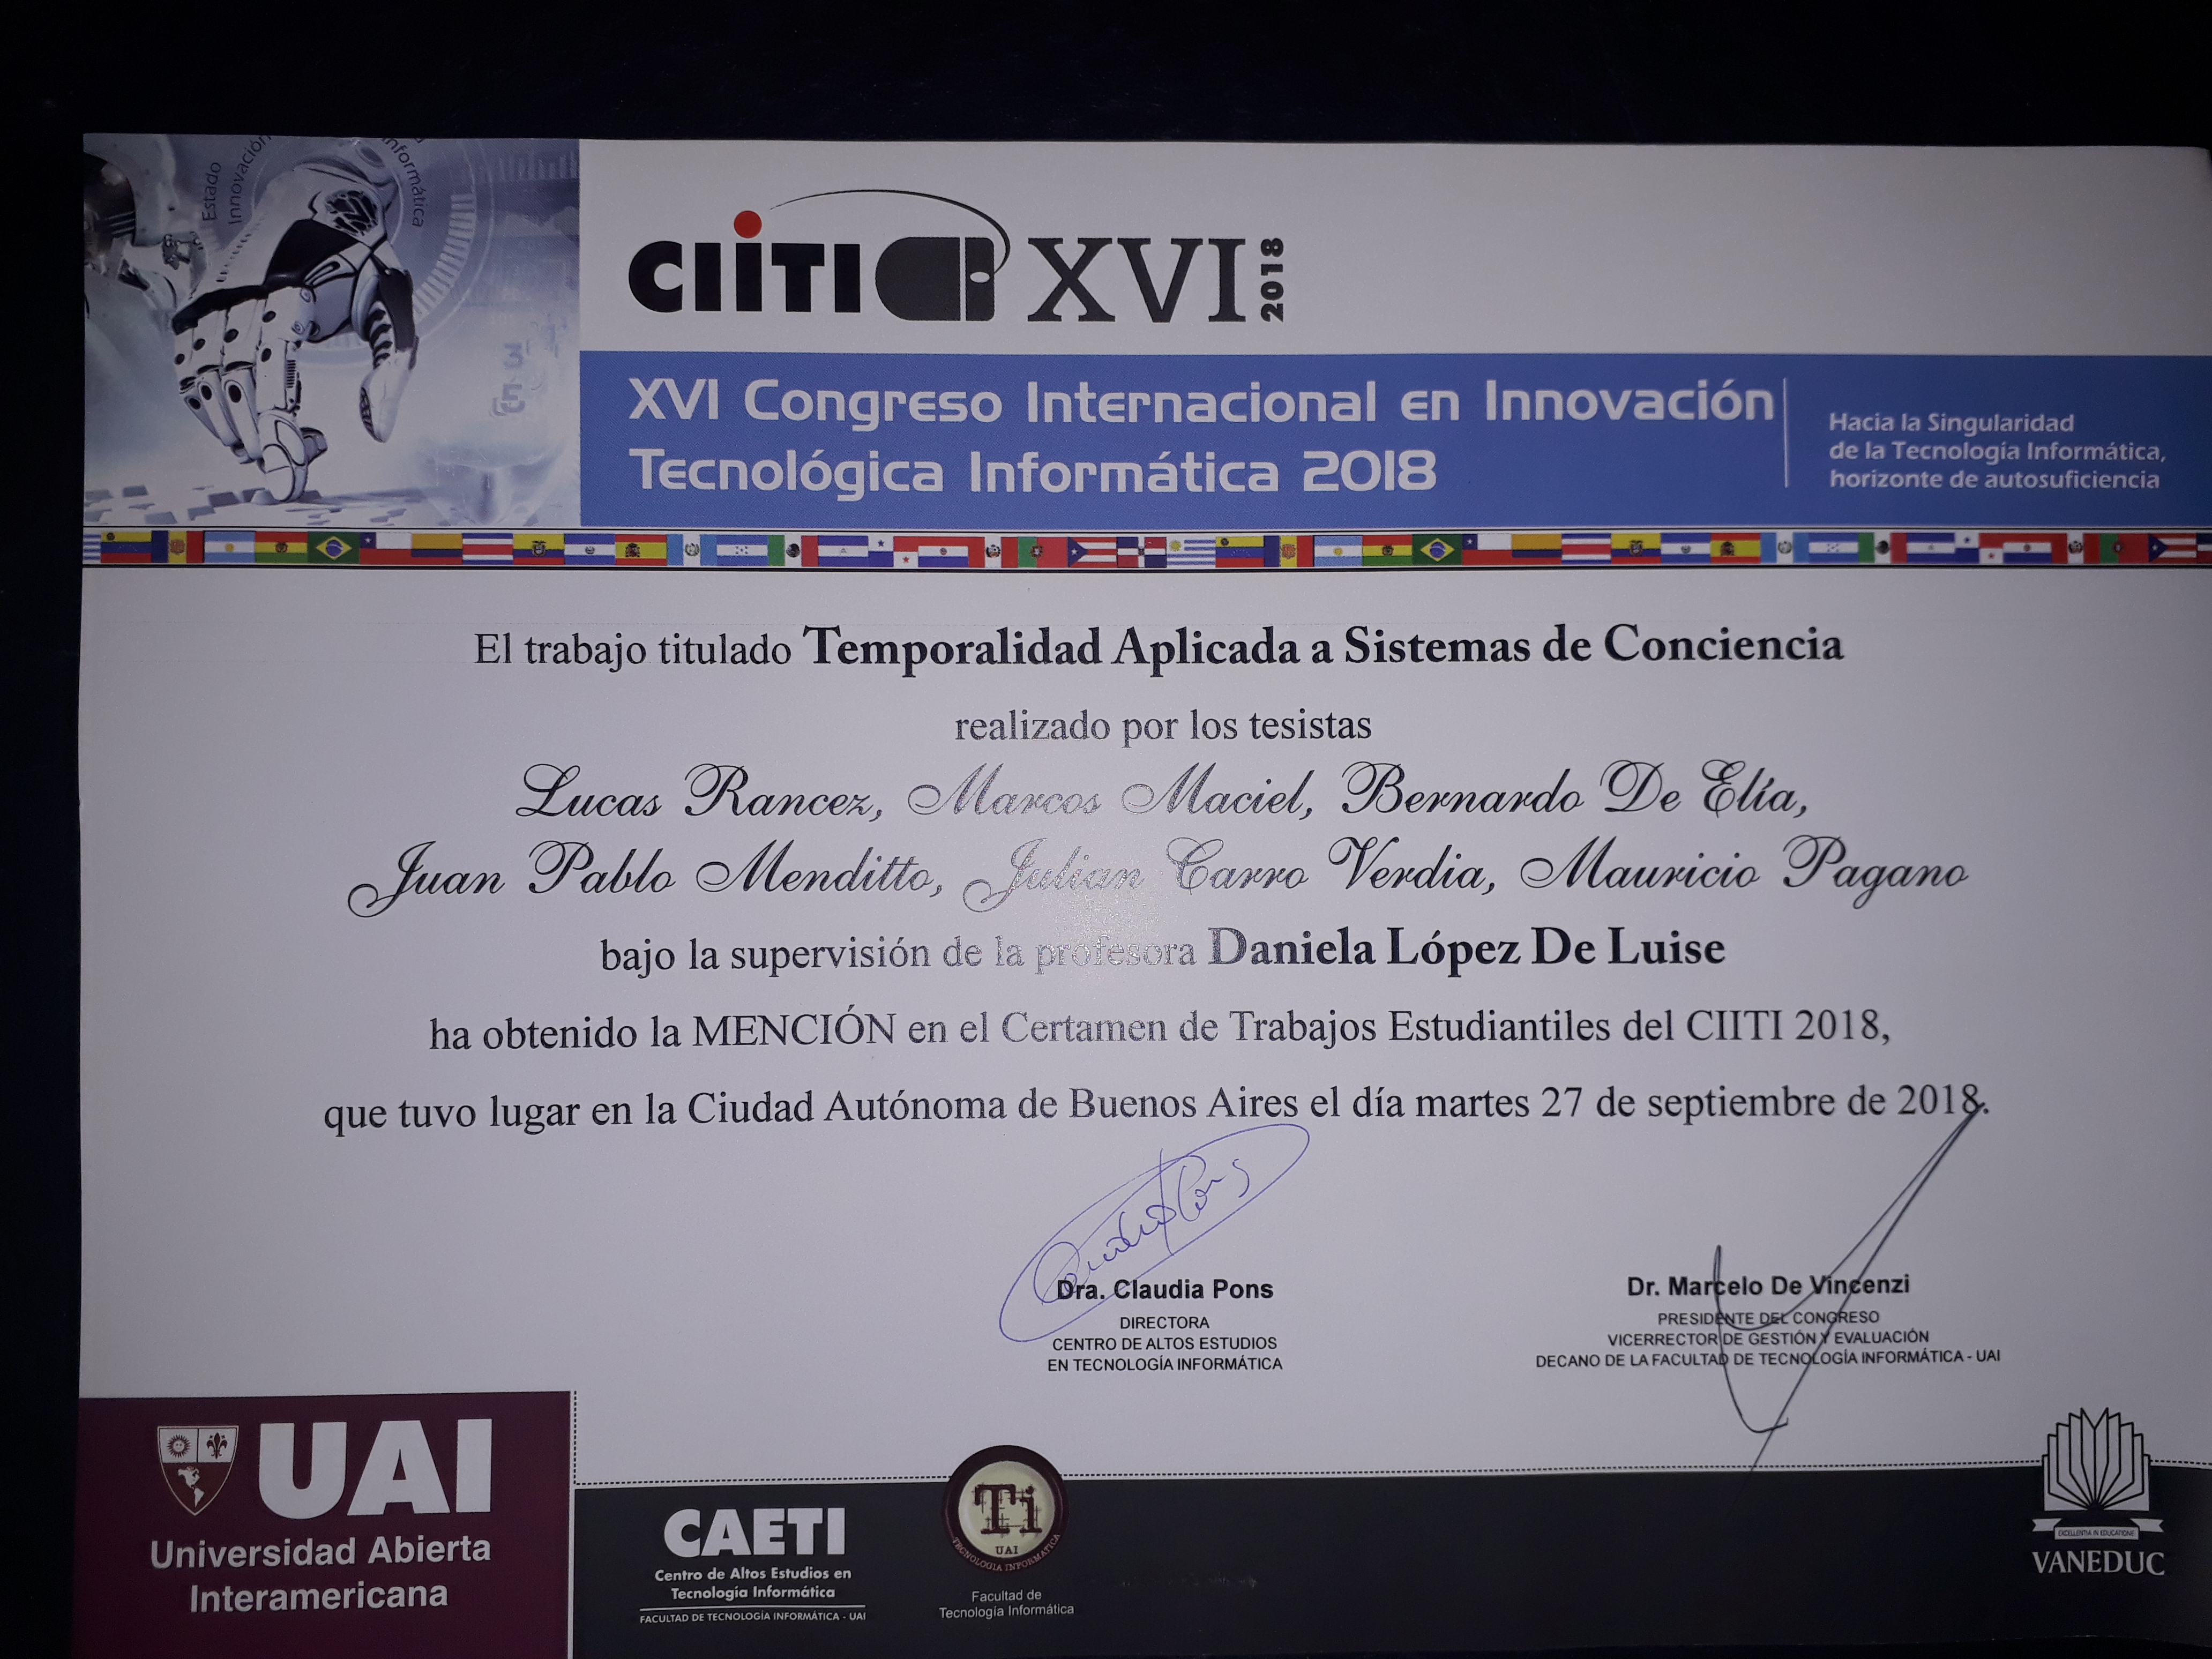 Estado
Innovación
Informática
CIITI XVI 2018
XVI Congreso Internacional en Innovación
Tecnológica Informática 2018
Hacia la Singularidad
de la Tecnología Informática,
horizonte de autosuficiencia
El trabajo titulado Temporalidad Aplicada a Sistemas de Conciencia
realizado por los tesistas
Lucas Rancez, Marcos Maciel, Bernardo De Elía,
Juan Pablo Menditto, Julian Carro Verdia, Mauricio Pagano
bajo la supervisión de la profesora Daniela López De Luise
ha obtenido la MENCIÓN en el Certamen de Trabajos Estudiantiles del CIITI 2018,
que tuvo lugar en la Ciudad Autónoma de Buenos Aires el día martes 27 de septiembre de 2018.
Dra. Claudia Pons
DIRECTORA
CENTRO DE ALTOS ESTUDIOS
EN TECNOLOGÍA INFORMÁTICA
Dr. Marcelo De Vincenzi
PRESIDENTE DEL CONGRESO
VICERRECTOR DE GESTIÓN Y EVALUACIÓN
DECANO DE LA FACULTAD DE TECNOLOGÍA INFORMÁTICA - UAI
UAI
Universidad Abierta
Interamericana
CAETI
Centro de Altos Estudios en
Tecnología Informática
FACULTAD DE TECNOLOGÍA INFORMÁTICA - UAI
Ti
UAI
TECNOLOGIA INFORMATICA
Facultad de
Tecnología Informática
EXCELLENTIA IN EDUCATIONE
VANEDUC